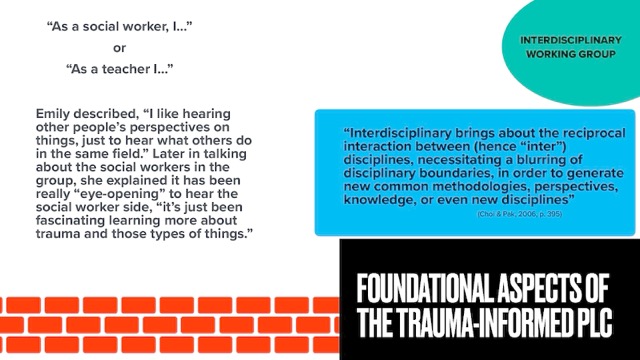 “As a social worker, I...”
or
“As a teacher I...”
INTERDISCIPLINARY
WORKING GROUP
Emily described, “I like hearing
other people’s perspectives on
things, just to hear what others do
in the same field.” Later in talking
about the social workers in the
group, she explained it has been
really “eye-opening” to hear the
social worker side, “it’s just been
fascinating learning more about
trauma and those types of things.”
“Interdisciplinary brings about the reciprocal
interaction between (hence “inter”)
disciplines, necessitating a blurring of
disciplinary boundaries, in order to generate
new common methodologies, perspectives,
knowledge, or even new disciplines”
(Choi & Pak, 2006, p. 395)
FOUNDATIONAL ASPECTS OF
THE TRAUMA-INFORMED PLC